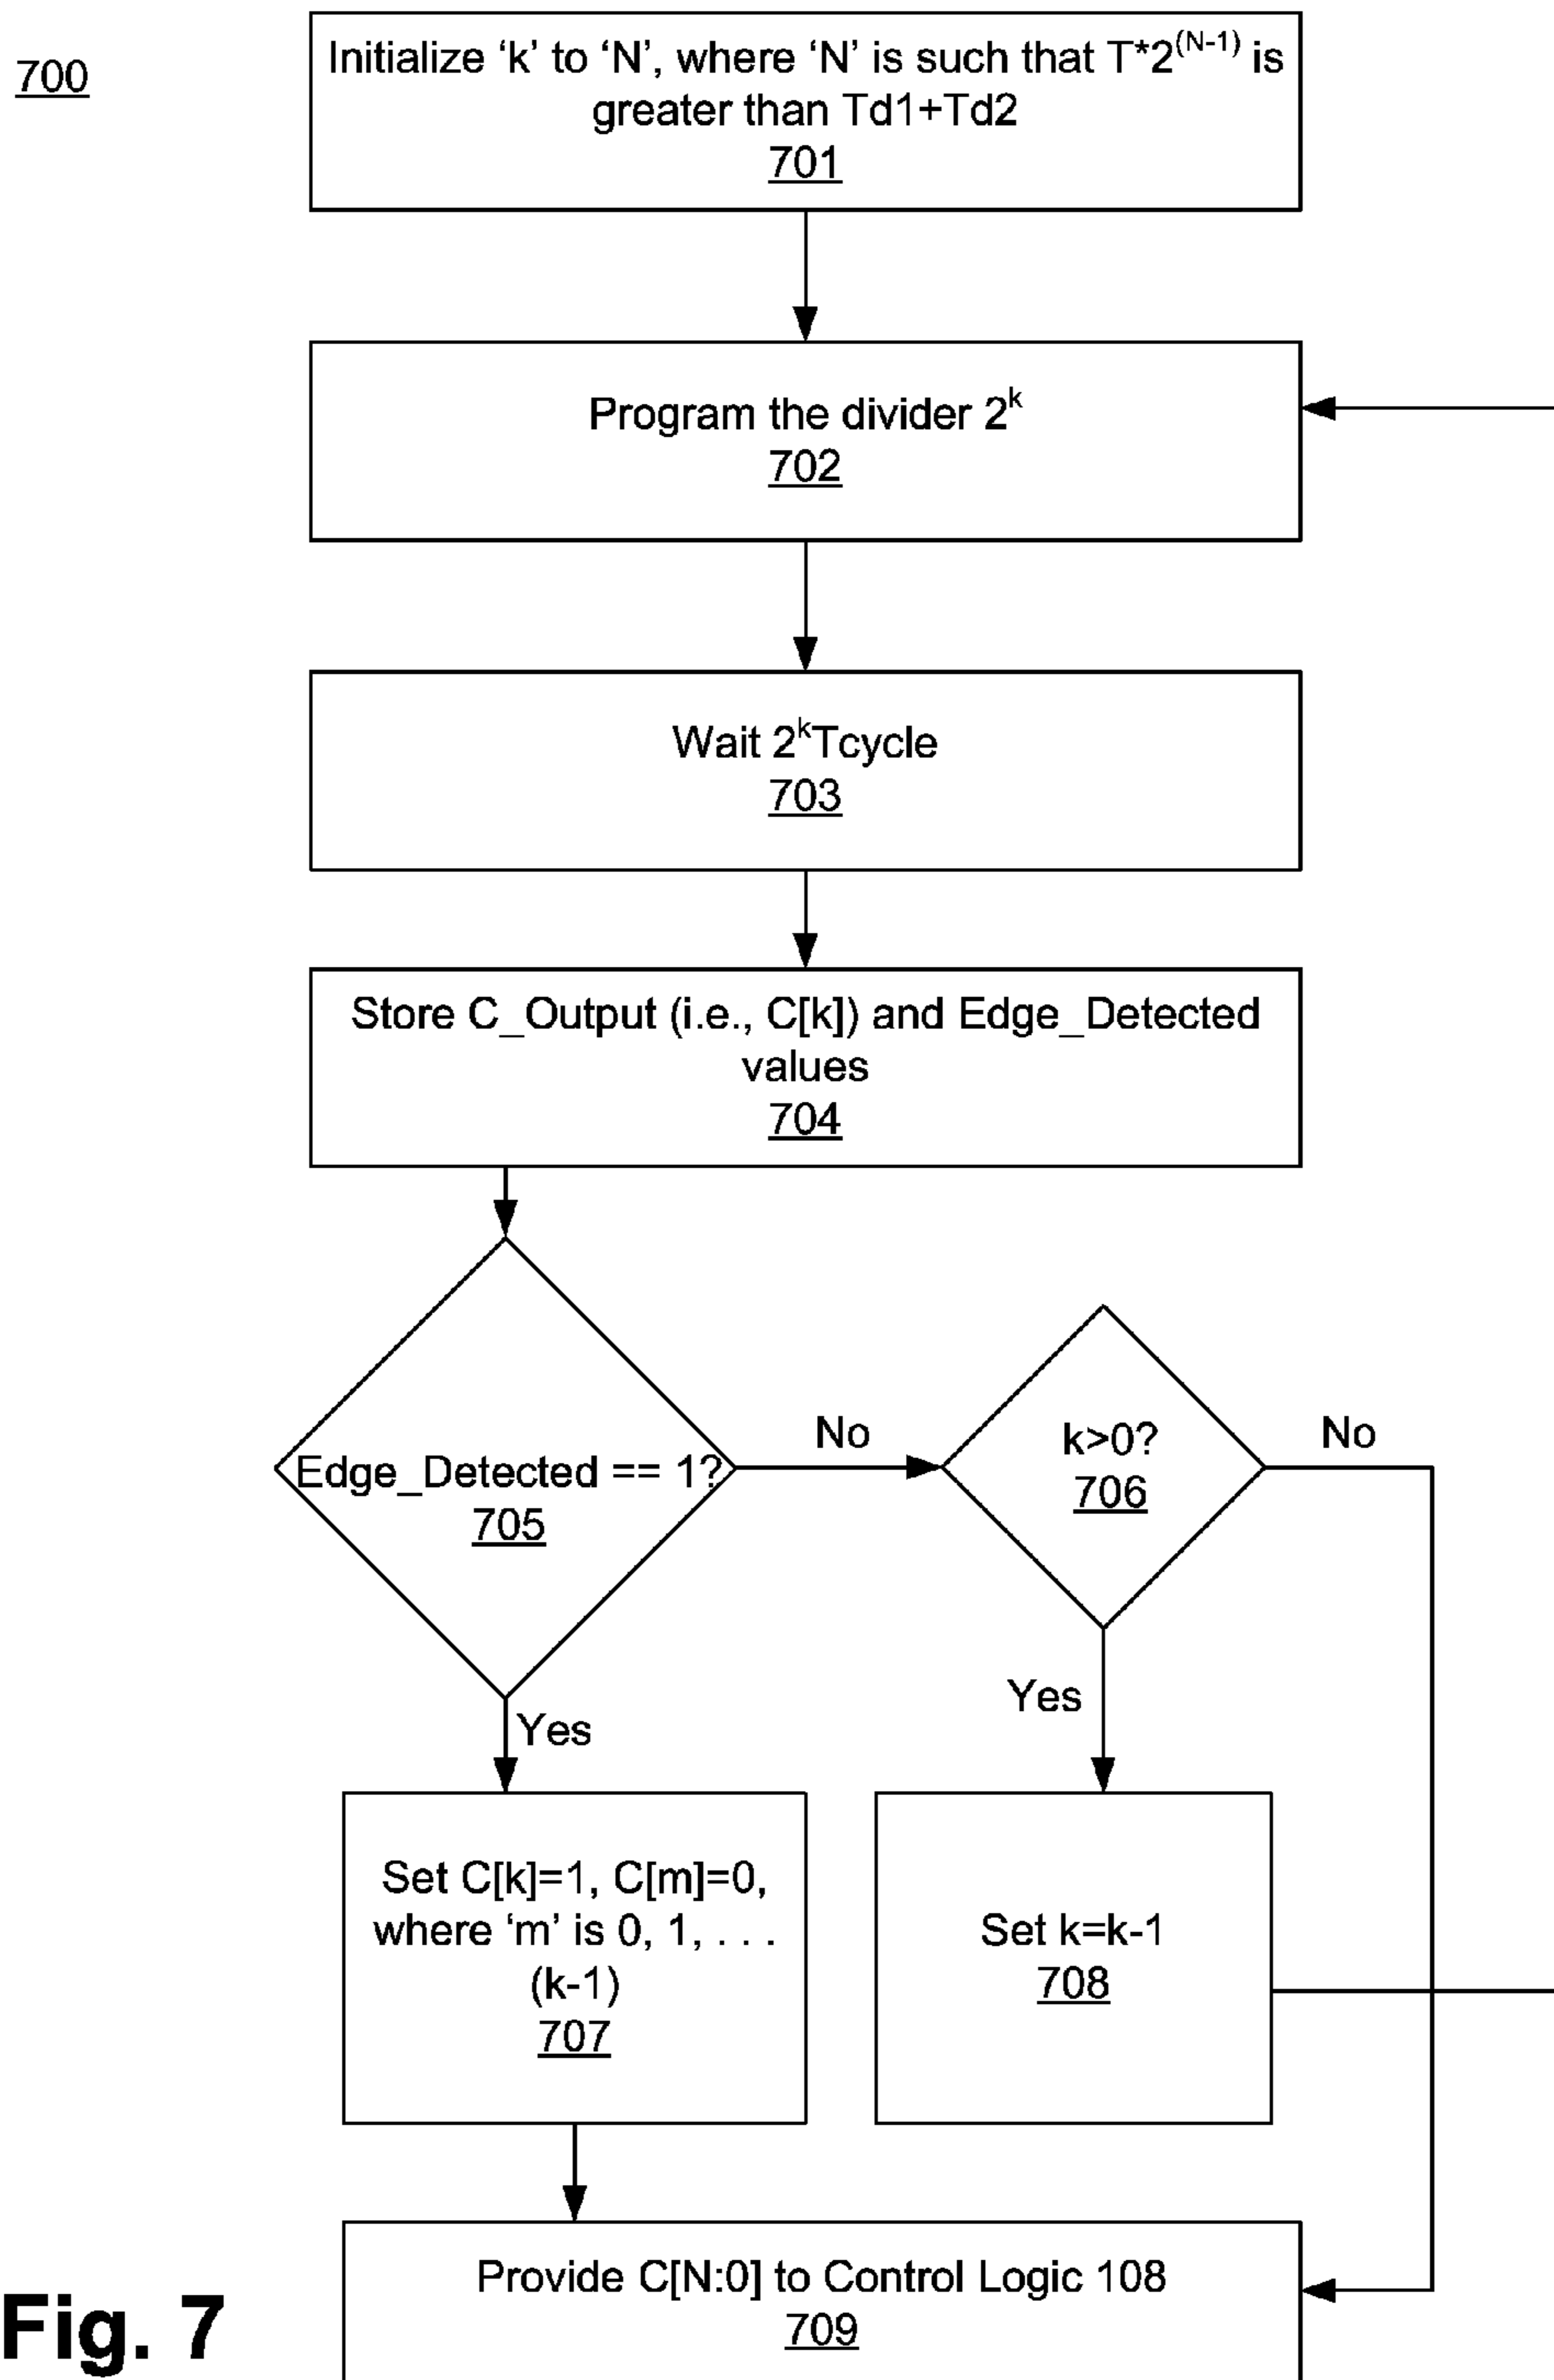 700
Initialize ‘k’ to ‘N’, where ‘N’ is such that T*2^(N-1) is
greater than Td1+Td2
701
Program the divider 2^k
702
Wait 2^kTcycle
703
Store C_Output (i.e., C[k]) and Edge_Detected
values
704
Edge_Detected == 1?
705
No
k>0?
706
No
Yes
Yes
Set C[k]=1, C[m]=0,
where ‘m’ is 0, 1, . . .
(k-1)
707
Set k=k-1
708
Provide C[N:0] to Control Logic 108
709
Fig. 7